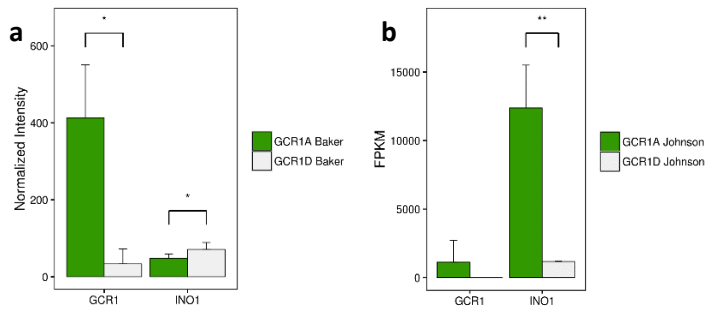 a
*
600
400
200
0
Normalized Intensity
*
GCR1
INO1
GCR1A Baker
GCR1D Baker
b
**
15000
10000
5000
0
FPKM
GCR1
INO1
GCR1A Johnson
GCR1D Johnson